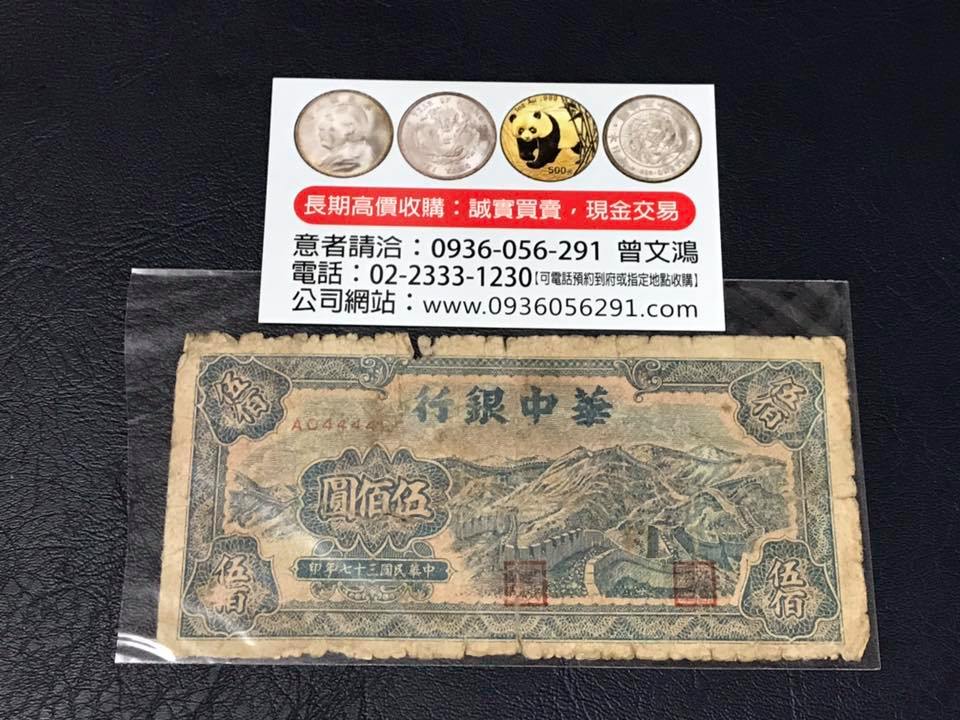 長期高價收購：誠實買賣，現金交易
意者請洽：0936-056-291 曾文鴻
電話：02-2333-1230【可電話預約到府或指定地點收購】
公司網站：www.0936056291.com
500元
伍佰
伍佰
行銀中華
圓佰伍
印年七十三國民華中
伍佰
伍佰